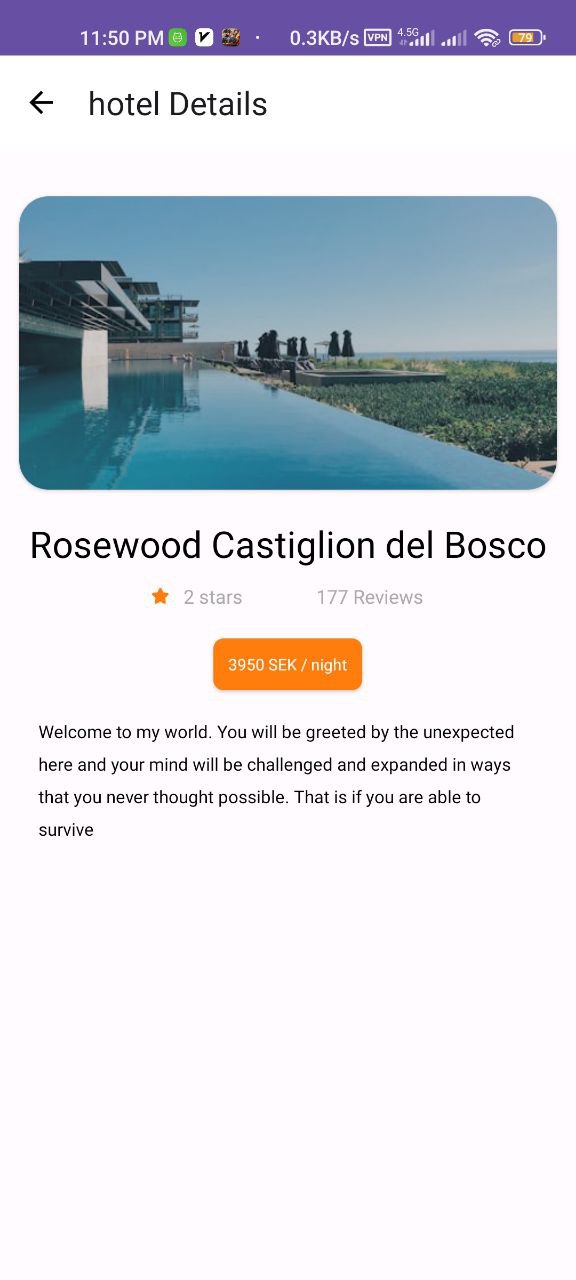 11:50 PM · 0.3KB/s VPN 4.5G 79
hotel Details
Rosewood Castiglion del Bosco
2 stars 177 Reviews
3950 SEK / night
Welcome to my world. You will be greeted by the unexpected
here and your mind will be challenged and expanded in ways
that you never thought possible. That is if you are able to
survive